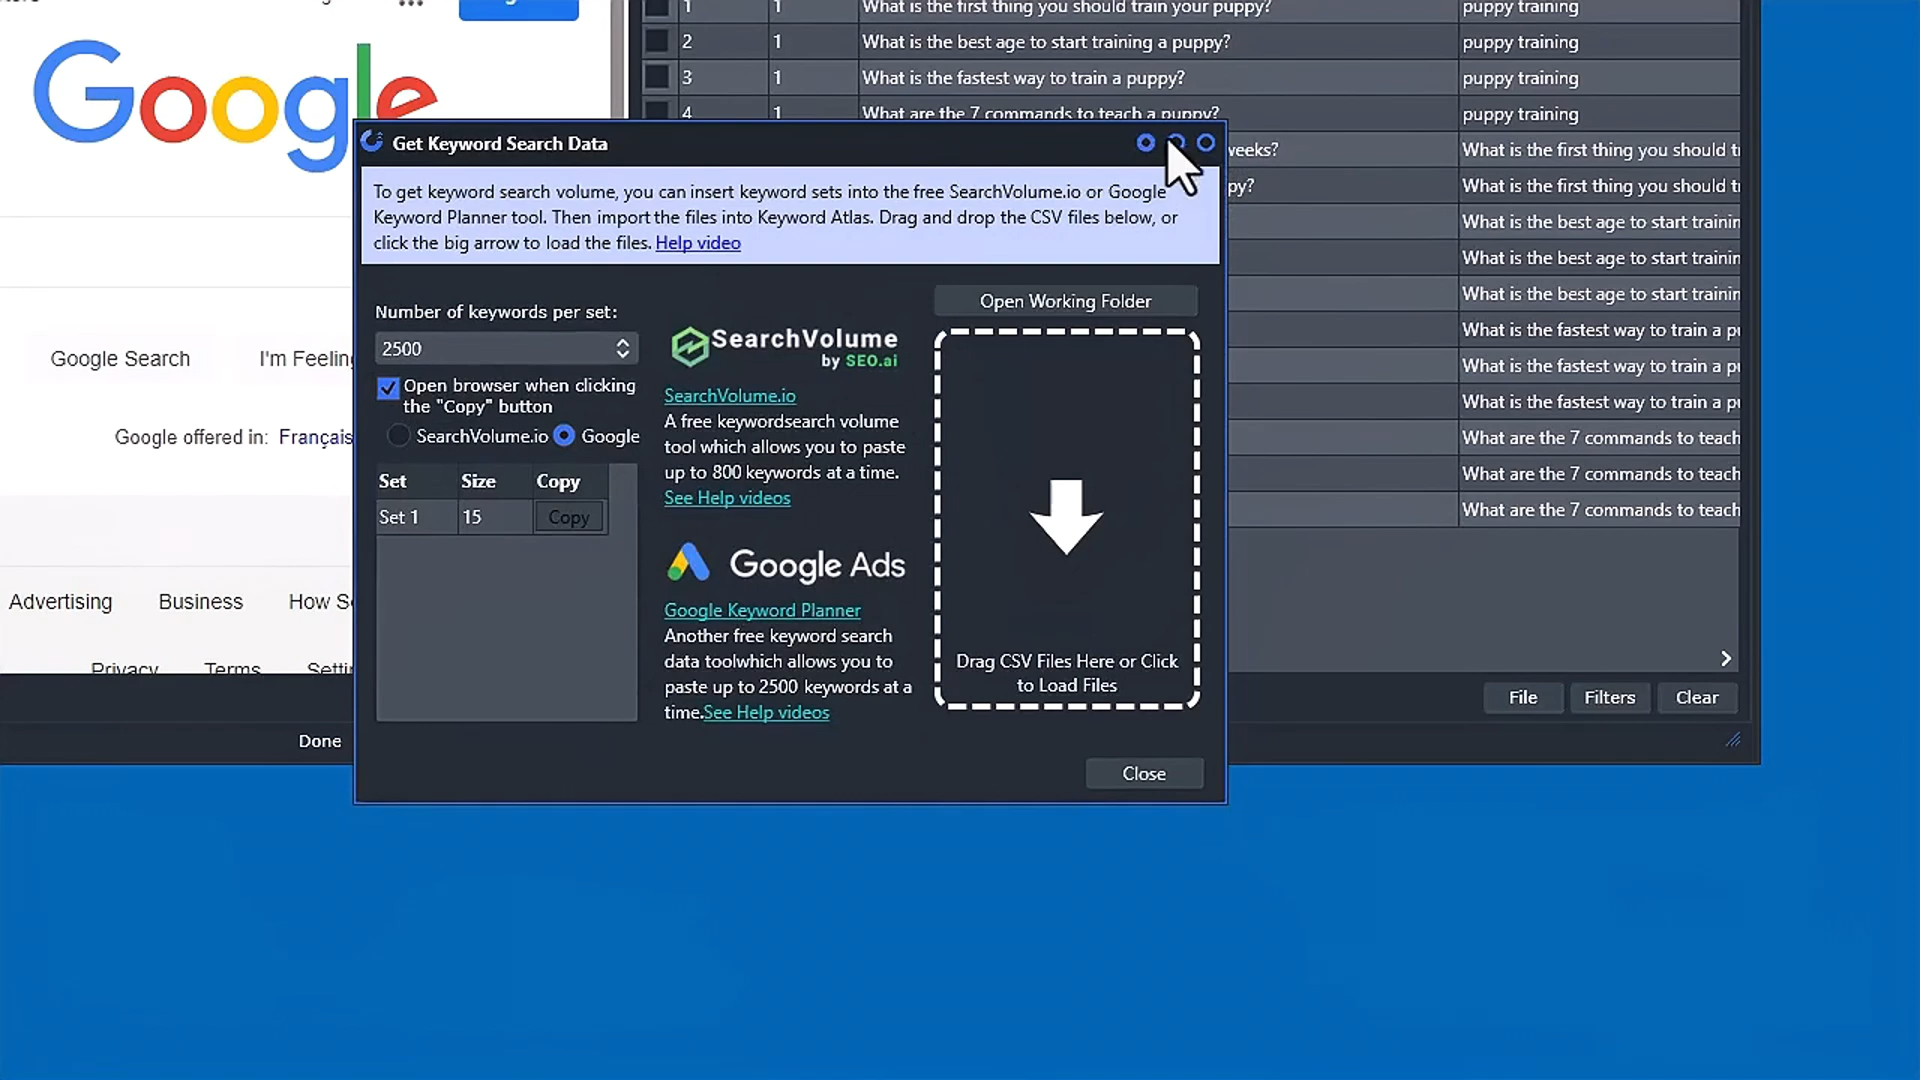 Google
Google Search
I'm Feeling
Google offered in: Français
Advertising
Business
How S
Privacy
Terms
Setti
Done
1 1 What is the first thing you should train your puppy? puppy training
2 1 What is the best age to start training a puppy? puppy training
3 1 What is the fastest way to train a puppy? puppy training
4 1 What are the 7 commands to teach a puppy? puppy training
weeks? What is the first thing you should t
py? What is the first thing you should t
What is the best age to start trainin
What is the best age to start trainin
What is the best age to start trainin
What is the fastest way to train a p
What is the fastest way to train a p
What is the fastest way to train a p
What are the 7 commands to teach
What are the 7 commands to teach
What are the 7 commands to teach
File
Filters
Clear
Get Keyword Search Data
To get keyword search volume, you can insert keyword sets into the free SearchVolume.io or Google
Keyword Planner tool. Then import the files into Keyword Atlas. Drag and drop the CSV files below, or
click the big arrow to load the files. Help video
Number of keywords per set:
2500
Open browser when clicking
the "Copy" button
SearchVolume.io Google
Set Size Copy
Set 1 15 Copy
SearchVolume
by SEO.ai
SearchVolume.io
A free keywordsearch volume
tool which allows you to paste
up to 800 keywords at a time.
See Help videos
Google Ads
Google Keyword Planner
Another free keyword search
data toolwhich allows you to
paste up to 2500 keywords at a
time.See Help videos
Open Working Folder
Drag CSV Files Here or Click
to Load Files
Close